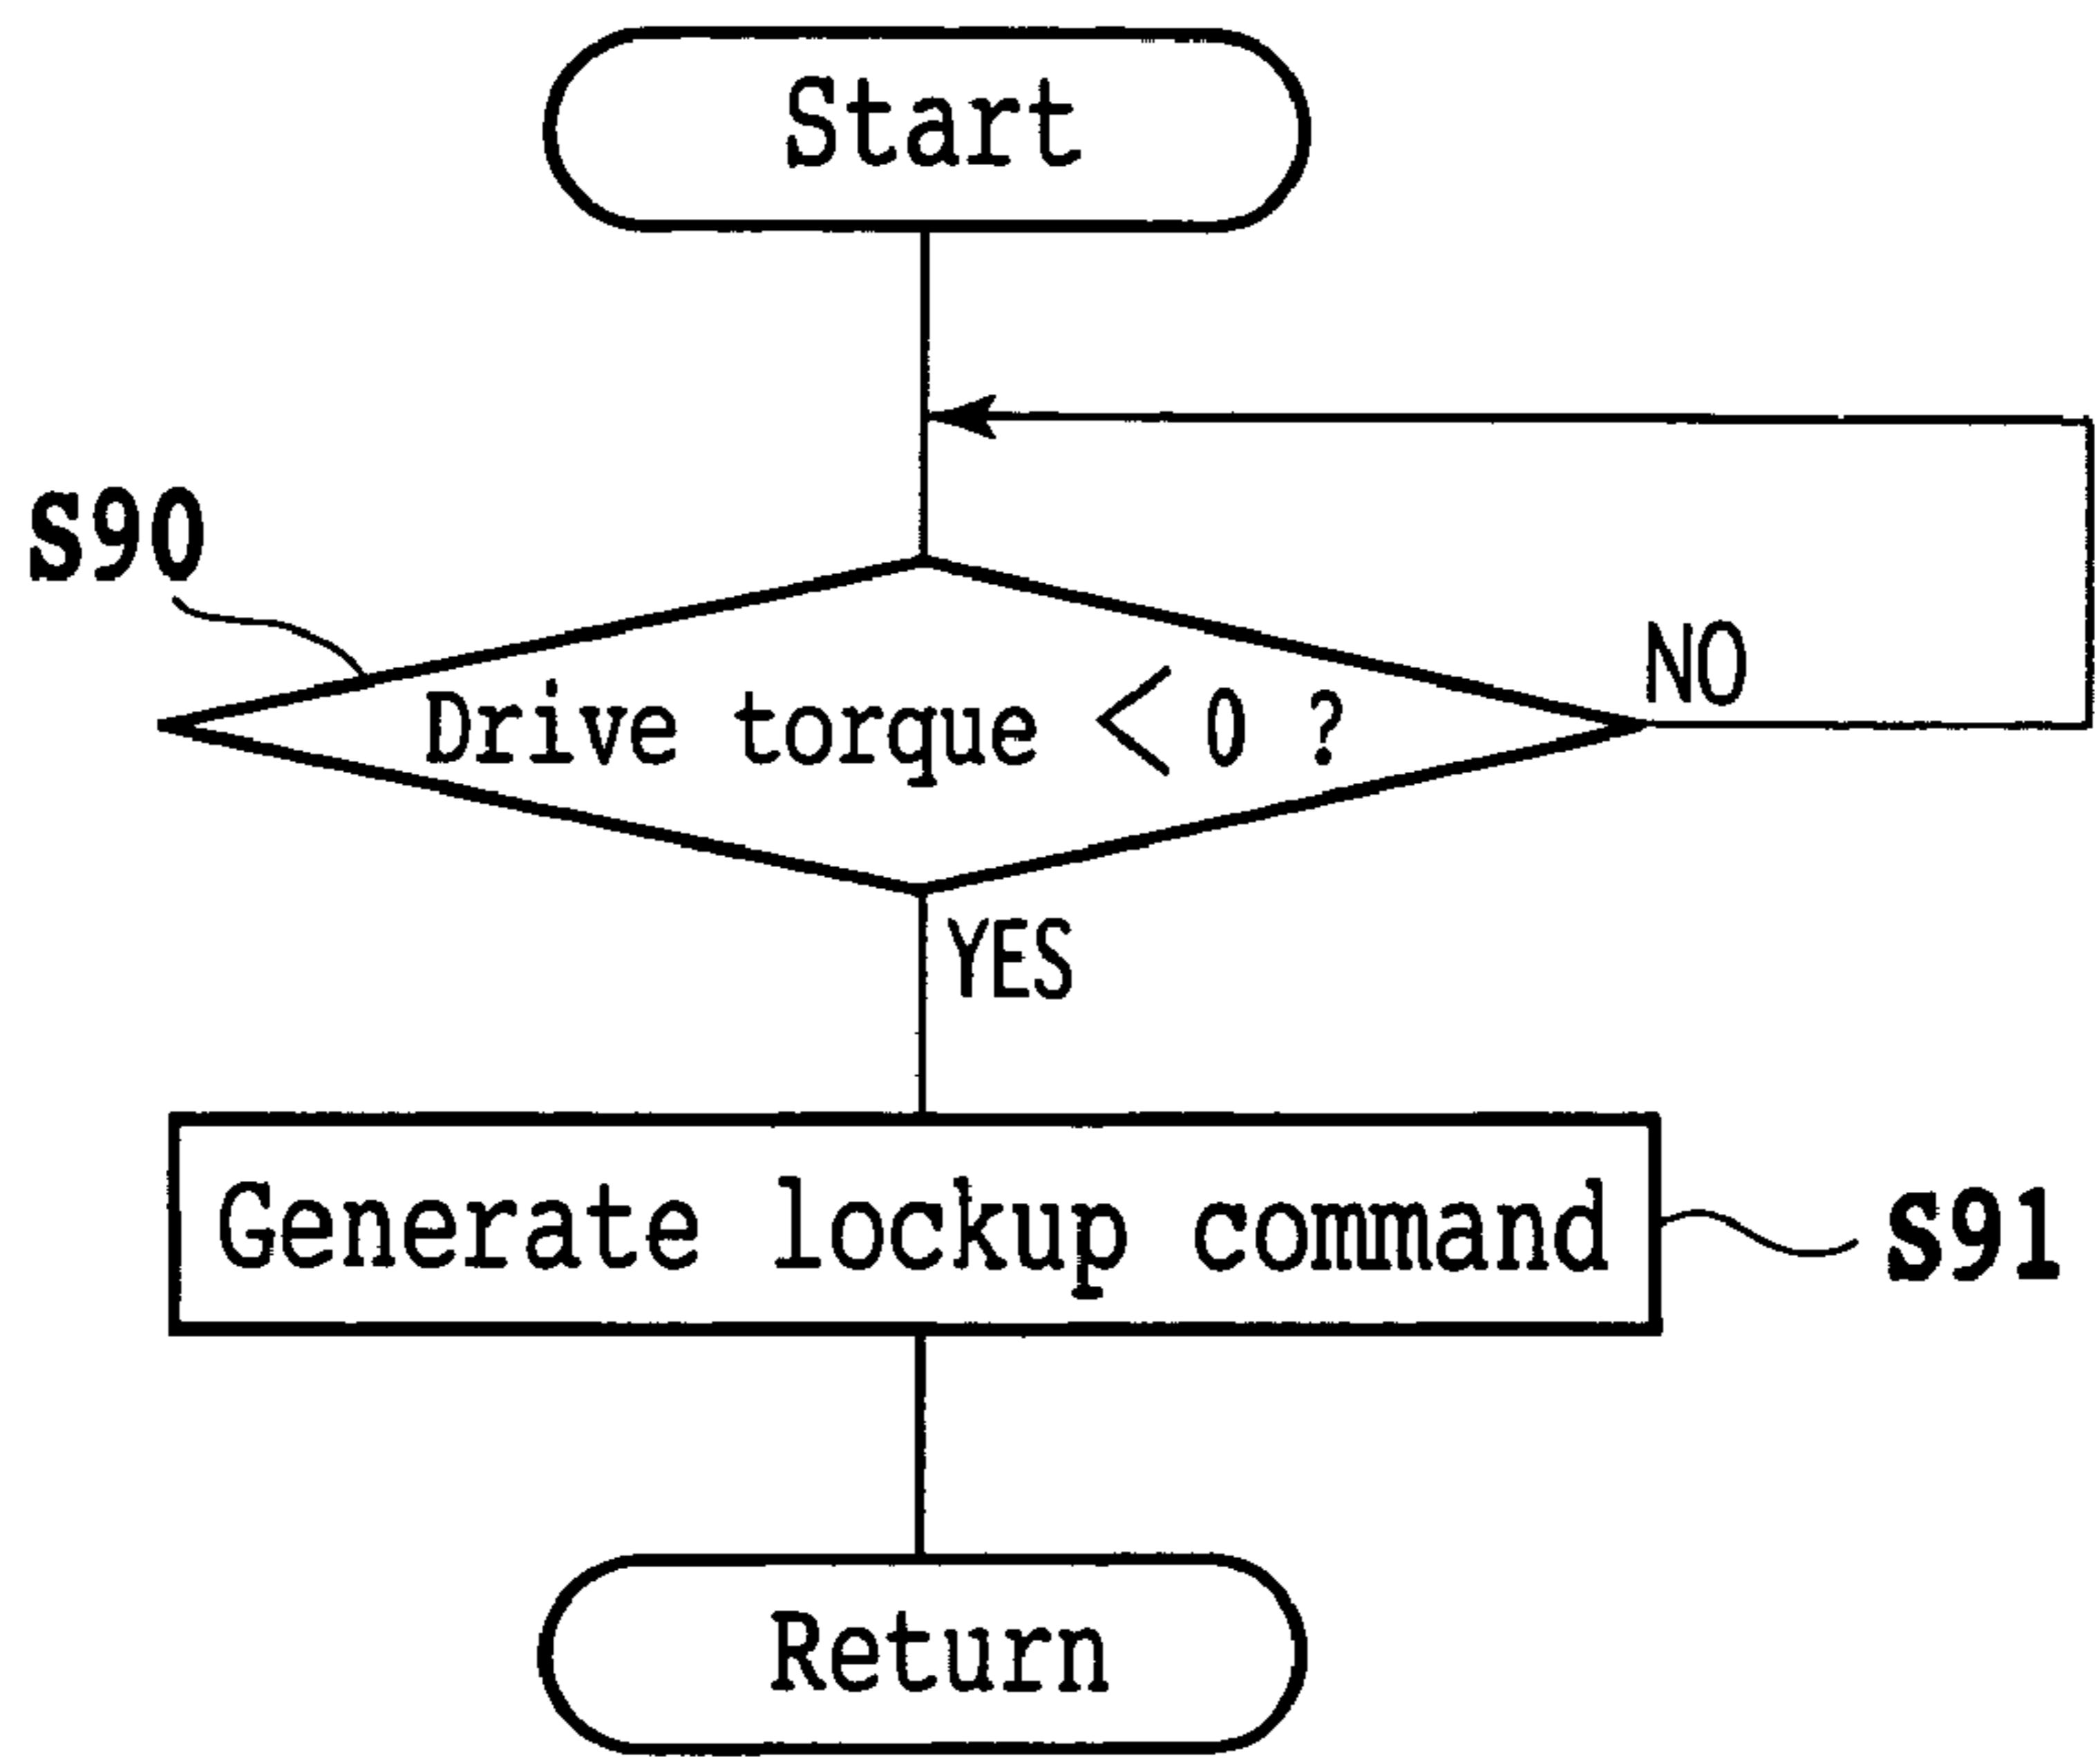 Start
S90
Drive torque < 0 ?
NO
YES
Generate lockup command
S91
Return